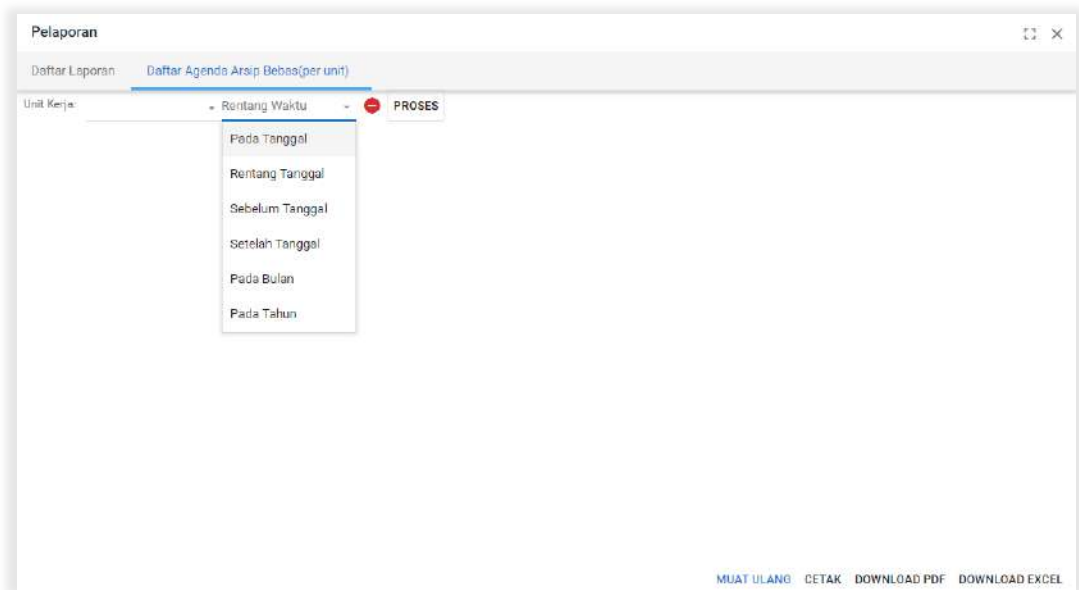 Pelaporan
Daftar Laporan Daftar Agenda Arsip Bebas(per unit)
Unit Kerja: Rentang Waktu PROSES
Pada Tanggal
Rentang Tanggal
Sebelum Tanggal
Setelah Tanggal
Pada Bulan
Pada Tahun
MUAT ULANG CETAK DOWNLOAD PDF DOWNLOAD EXCEL